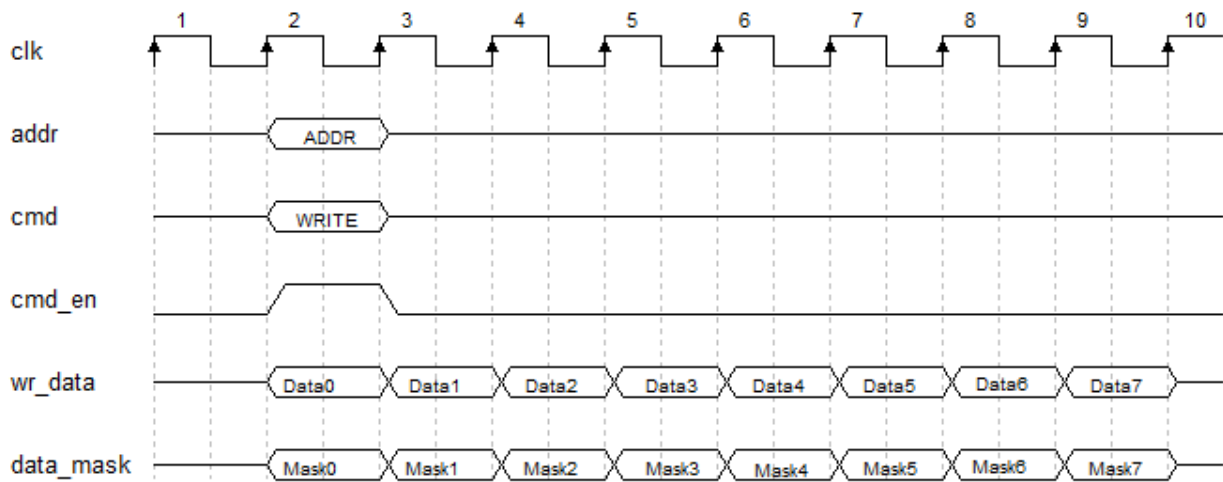 1 2 3 4 5 6 7 8 9 10
clk
addr ADDR
cmd WRITE
cmd_en
wr_data Data0 Data1 Data2 Data3 Data4 Data5 Data6 Data7
data_mask Mask0 Mask1 Mask2 Mask3 Mask4 Mask5 Mask6 Mask7